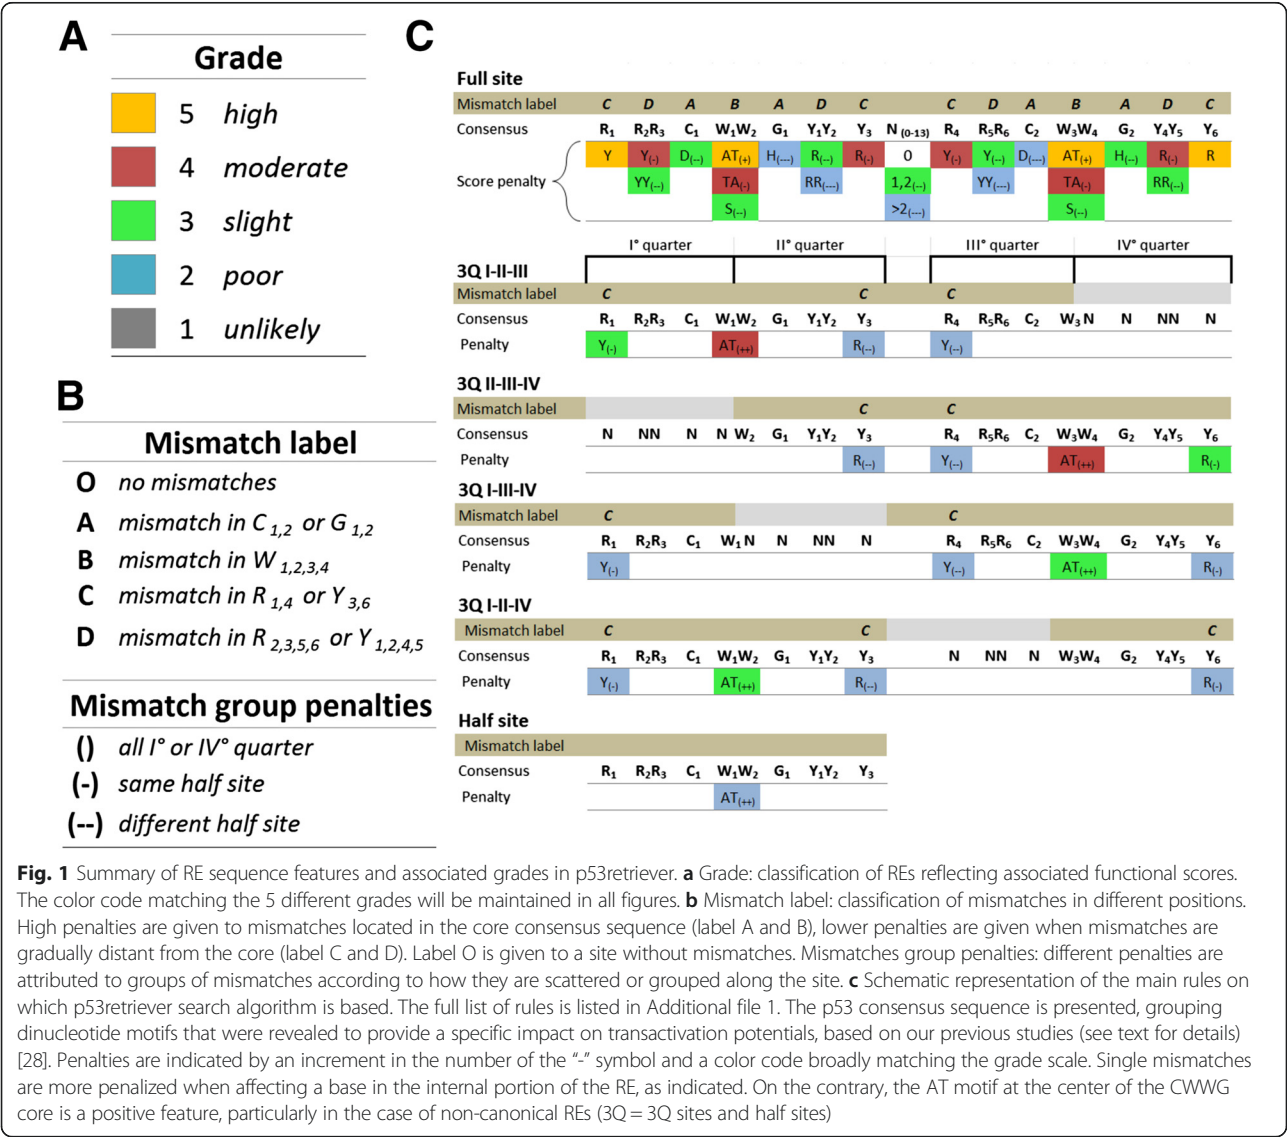 A
Grade
5 high
4 moderate
3 slight
2 poor
1 unlikely
B
Mismatch label
O no mismatches
A mismatch in C 1,2 or G 1,2
B mismatch in W 1,2,3,4
C mismatch in R 1,4 or Y 3,6
D mismatch in R 2,3,5,6 or Y 1,2,4,5
Mismatch group penalties
() all I° or IV° quarter
(-) same half site
(--) different half site
C
Full site
Mismatch label C D A B A D C C D A B A D C
Consensus R1 R2R3 C1 W1W2 G1 Y1Y2 Y3 N (0-13) R4 R5R6 C2 W3W4 G2 Y4Y5 Y6
Score penalty
Y Y(-) D(---) AT(+) H(---) R(--) R(-) 0 Y(-) Y(--) D(---) AT(+) H(---) R(-) R
YY(--) TA(-) RR(---) 1,2(--) YY(---) TA(-) RR(--)
S(--) >2(---) S(--)
I° quarter II° quarter III° quarter IV° quarter
3Q I-II-III
Mismatch label C C C
Consensus R1 R2R3 C1 W1W2 G1 Y1Y2 Y3 R4 R5R6 C2 W3 N N NN N
Penalty Y(-) AT(++) R(--) Y(--)
3Q II-III-IV
Mismatch label C C
Consensus N NN N N W2 G1 Y1Y2 Y3 R4 R5R6 C2 W3W4 G2 Y4Y5 Y6
Penalty R(--) Y(--) AT(++) R(-)
3Q I-III-IV
Mismatch label C C
Consensus R1 R2R3 C1 W1 N N NN N R4 R5R6 C2 W3W4 G2 Y4Y5 Y6
Penalty Y(-) Y(--) AT(++) R(-)
3Q I-II-IV
Mismatch label C C C
Consensus R1 R2R3 C1 W1W2 G1 Y1Y2 Y3 N NN N W3W4 G2 Y4Y5 Y6
Penalty Y(-) AT(++) R(--) R(-)
Half site
Mismatch label
Consensus R1 R2R3 C1 W1W2 G1 Y1Y2 Y3
Penalty AT(++)
Fig. 1 Summary of RE sequence features and associated grades in p53retriever. a Grade: classification of REs reflecting associated functional scores.
The color code matching the 5 different grades will be maintained in all figures. b Mismatch label: classification of mismatches in different positions.
High penalties are given to mismatches located in the core consensus sequence (label A and B), lower penalties are given when mismatches are
gradually distant from the core (label C and D). Label O is given to a site without mismatches. Mismatches group penalties: different penalties are
attributed to groups of mismatches according to how they are scattered or grouped along the site. c Schematic representation of the main rules on
which p53retriever search algorithm is based. The full list of rules is listed in Additional file 1. The p53 consensus sequence is presented, grouping
dinucleotide motifs that were revealed to provide a specific impact on transactivation potentials, based on our previous studies (see text for details)
[28]. Penalties are indicated by an increment in the number of the “-” symbol and a color code broadly matching the grade scale. Single mismatches
are more penalized when affecting a base in the internal portion of the RE, as indicated. On the contrary, the AT motif at the center of the CWWG
core is a positive feature, particularly in the case of non-canonical REs (3Q = 3Q sites and half sites)